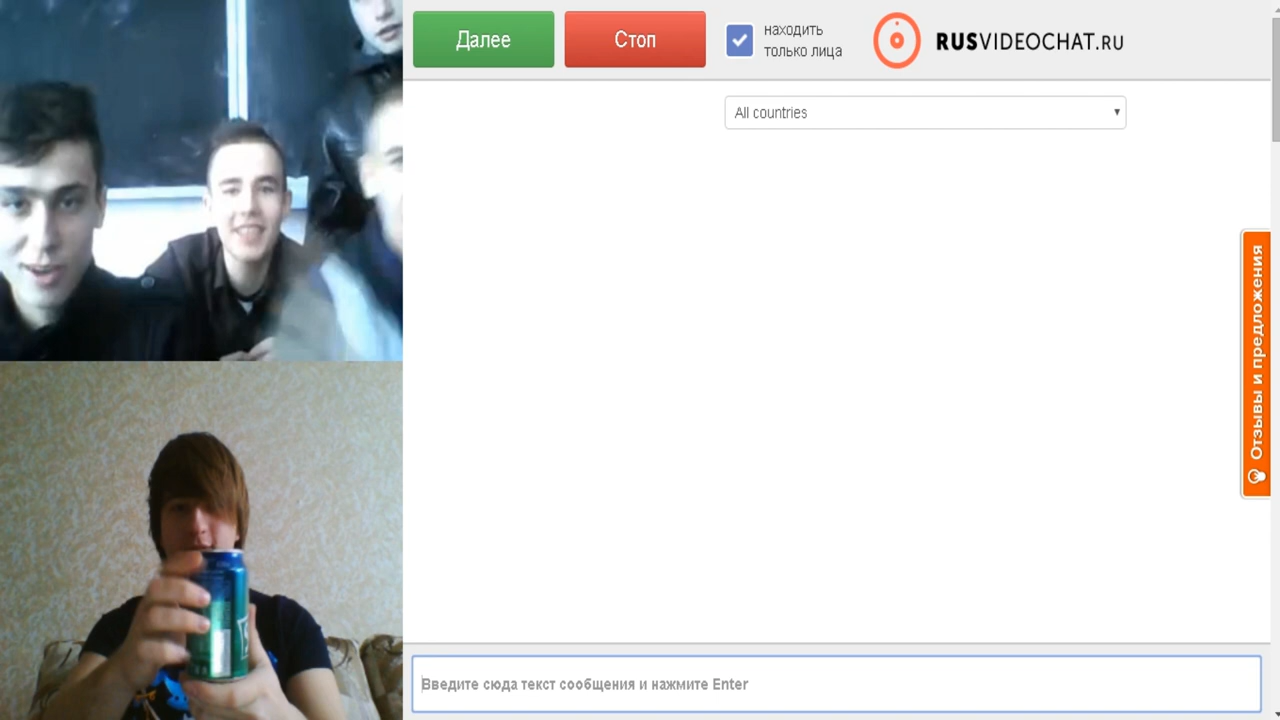 Далее
Стоп
находить
только лица
RUSVIDEOCHAT.RU
All countries
Отзывы и предложения
Введите сюда текст сообщения и нажмите Enter